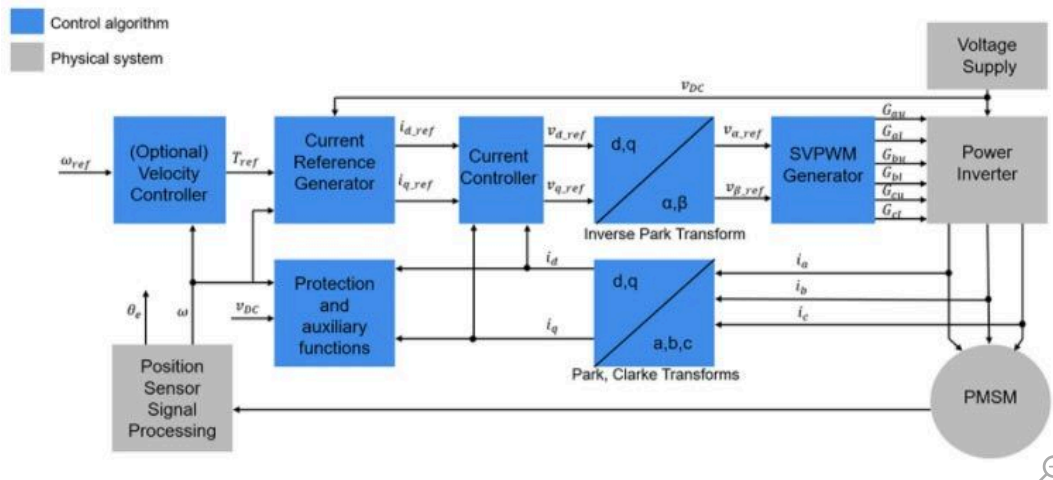 Control algorithm
Physical system
Voltage
Supply
v_DC
ω_ref
(Optional)
Velocity
Controller
T_ref
Current
Reference
Generator
i_d_ref
i_q_ref
Current
Controller
v_d_ref
v_q_ref
d,q
α,β
Inverse Park Transform
v_α_ref
v_β_ref
SVPWM
Generator
G_au
G_al
G_bu
G_bl
G_cu
G_cl
Power
Inverter
θ_e
ω
v_DC
Protection
and
auxiliary
functions
i_d
i_q
d,q
a,b,c
Park, Clarke Transforms
i_a
i_b
i_c
Position
Sensor
Signal
Processing
PMSM